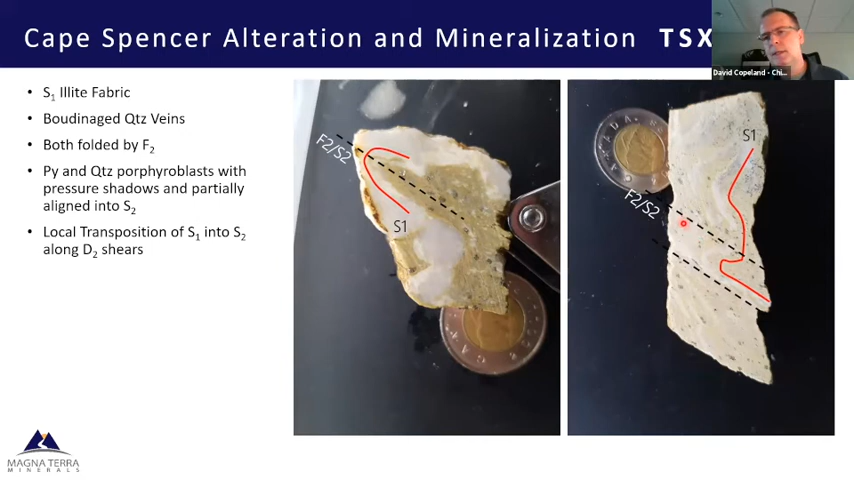 Cape Spencer Alteration and Mineralization TSX
David Copeland - Chi...
• S1 Illite Fabric
• Boudinaged Qtz Veins
• Both folded by F2
• Py and Qtz porphyroblasts with
pressure shadows and partially
aligned into S2
• Local Transposition of S1 into S2
along D2 shears
F2/S2
S1
S1
F2/S2
CANADA
MAGNA TERRA
MINERALS